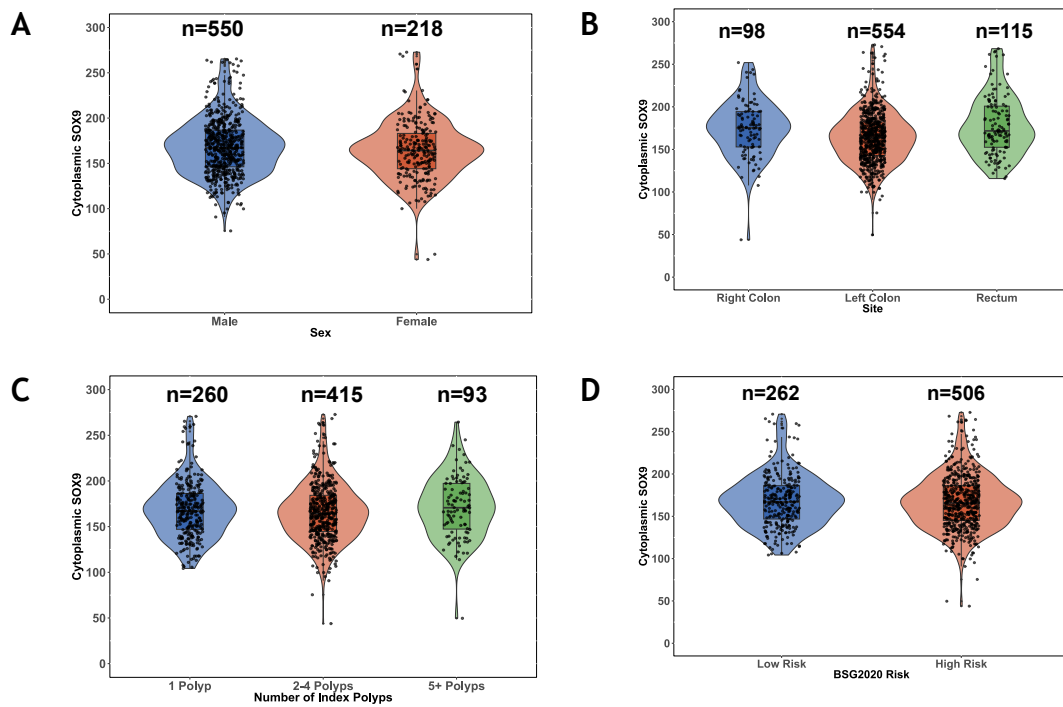 A
n=550 n=218
300
250
200
150
100
50
0
Cytoplasmic SOX9
Male Female
Sex
B
n=98 n=554 n=115
300
250
200
150
100
50
0
Cytoplasmic SOX9
Right Colon Left Colon Rectum
Site
C
n=260 n=415 n=93
300
250
200
150
100
50
0
Cytoplasmic SOX9
1 Polyp 2-4 Polyps 5+ Polyps
Number of Index Polyps
D
n=262 n=506
300
250
200
150
100
50
0
Cytoplasmic SOX9
Low Risk High Risk
BSG2020 Risk